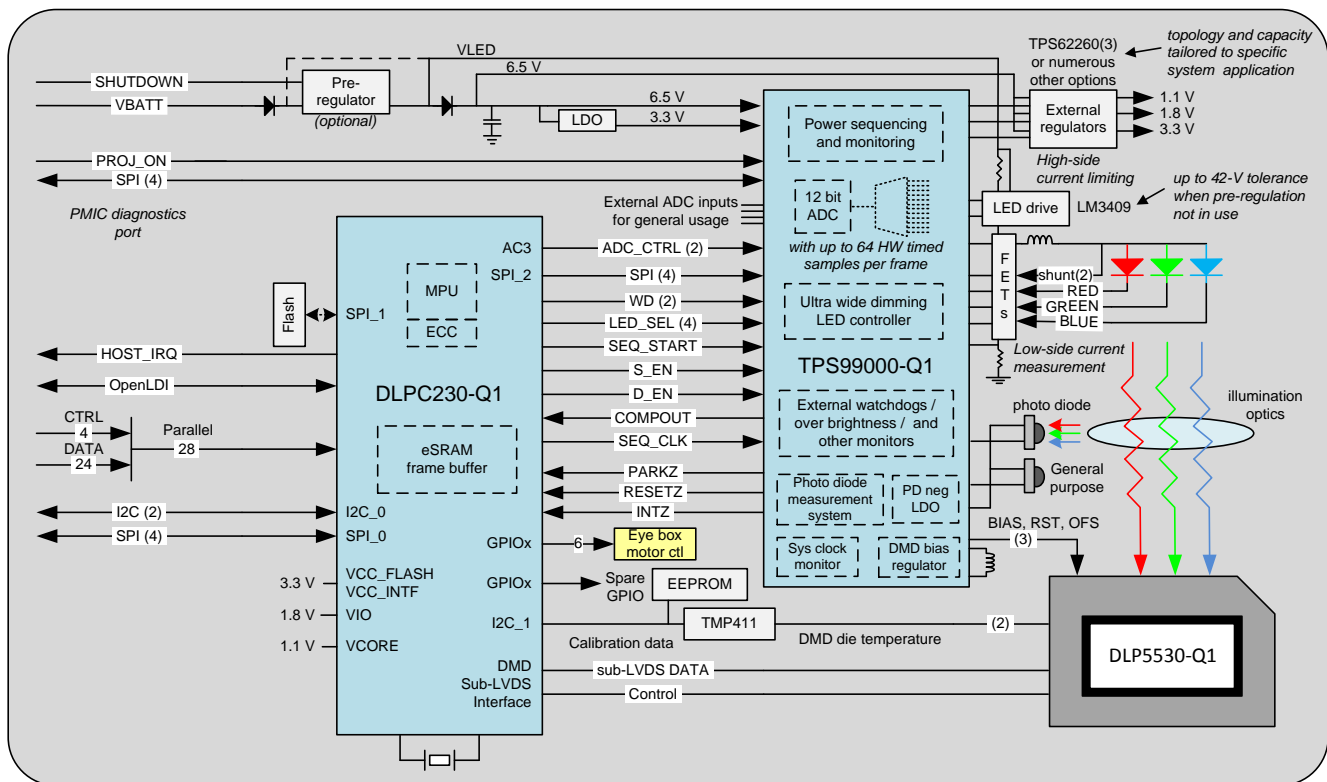 VLED
6.5 V
TPS62260(3)
or numerous
other options
topology and capacity
tailored to specific
system application
SHUTDOWN
VBATT
Pre-
regulator
(optional)
6.5 V
LDO
3.3 V
Power sequencing
and monitoring
External
regulators
1.1 V
1.8 V
3.3 V
PROJ_ON
SPI (4)
PMIC diagnostics
port
External ADC inputs
for general usage
12 bit
ADC
with up to 64 HW timed
samples per frame
High-side
current limiting
LED drive
LM3409
up to 42-V tolerance
when pre-regulation
not in use
AC3
ADC_CTRL (2)
SPI_2
SPI (4)
MPU
ECC
WD (2)
LED_SEL (4)
SEQ_START
S_EN
D_EN
COMPOUT
SEQ_CLK
PARKZ
RESETZ
INTZ
Ultra wide dimming
LED controller
TPS99000-Q1
F
E
T
s
shunt(2)
RED
GREEN
BLUE
Low-side current
measurement
Flash
SPI_1
HOST_IRQ
OpenLDI
DLPC230-Q1
CTRL
4
DATA
24
Parallel
28
eSRAM
frame buffer
External watchdogs /
over brightness / and
other monitors
photo diode
illumination
optics
General
purpose
Photo diode
measurement
system
PD neg
LDO
Sys clock
monitor
DMD bias
regulator
BIAS, RST, OFS
(3)
I2C (2)
I2C_0
SPI (4)
SPI_0
GPIOx
6
Eye box
motor ctl
3.3 V
VCC_FLASH
VCC_INTF
GPIOx
Spare
GPIO
EEPROM
1.8 V
VIO
I2C_1
Calibration data
TMP411
DMD die temperature
(2)
1.1 V
VCORE
DMD
Sub-LVDS
Interface
sub-LVDS DATA
Control
DLP5530-Q1